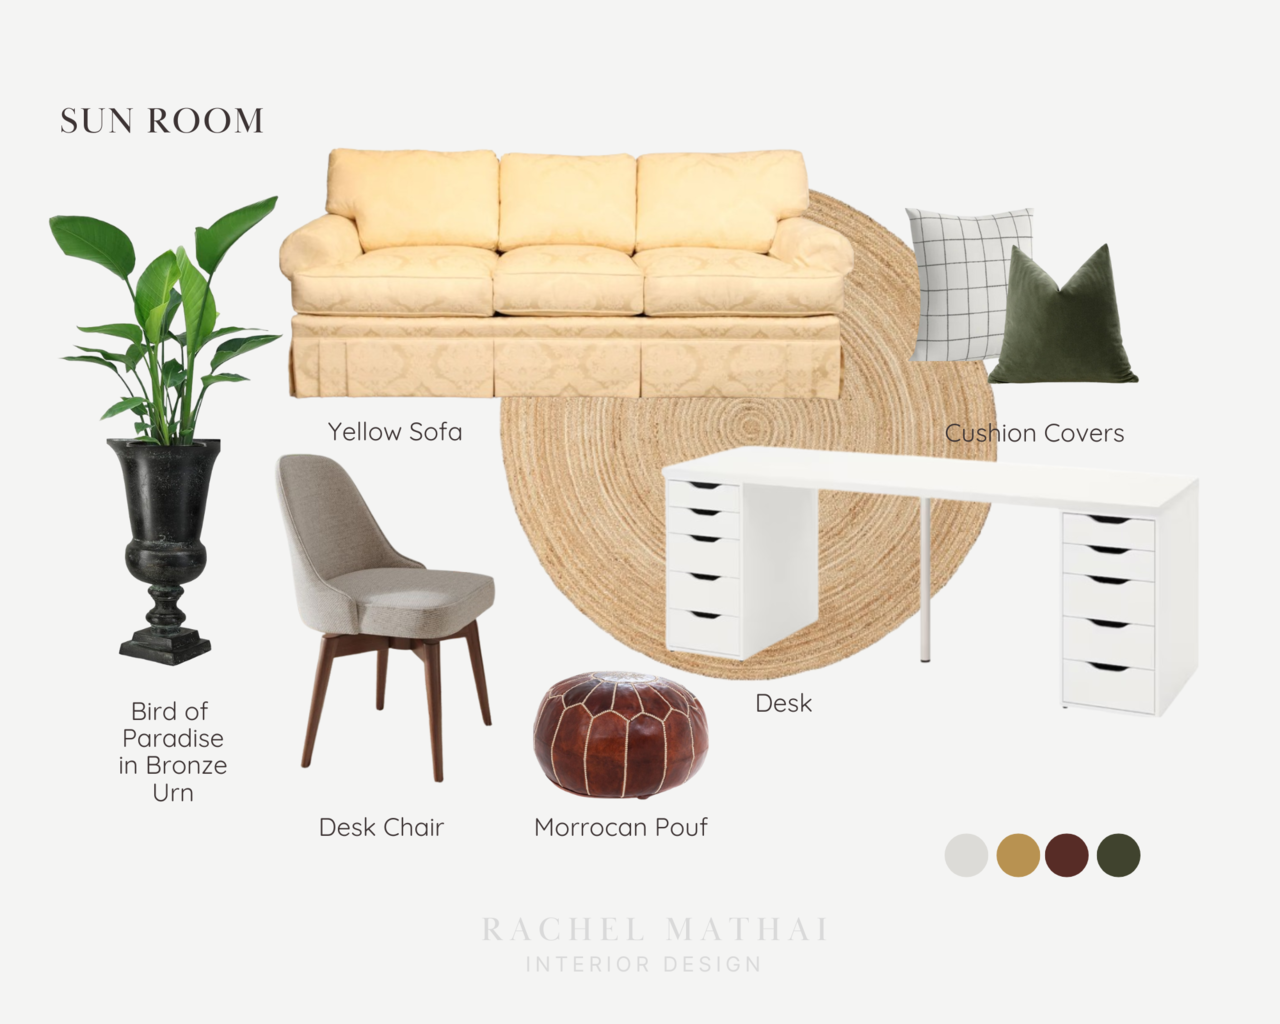 SUN ROOM
Yellow Sofa
Cushion Covers
Bird of
Paradise
in Bronze
Urn
Desk
Desk Chair
Morrocan Pouf
RACHEL MATHAI
INTERIOR DESIGN